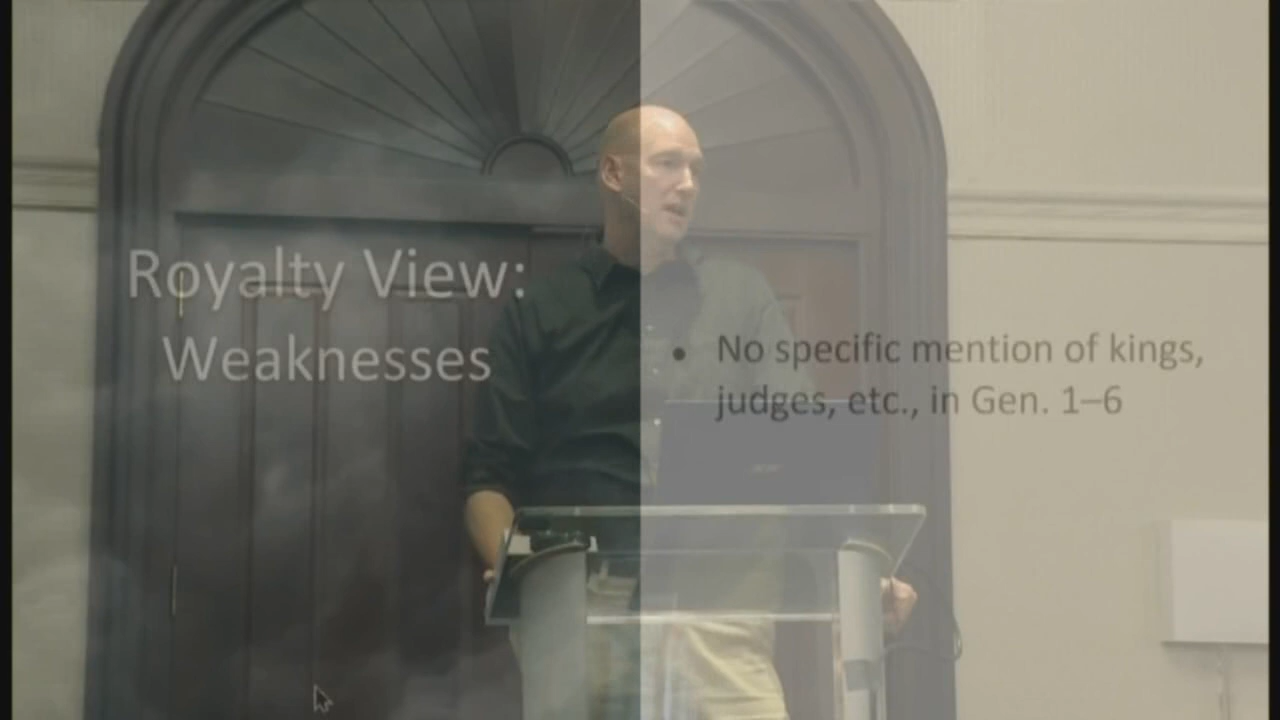 Royalty View:
Weaknesses
• No specific mention of kings,
judges, etc., in Gen. 1–6